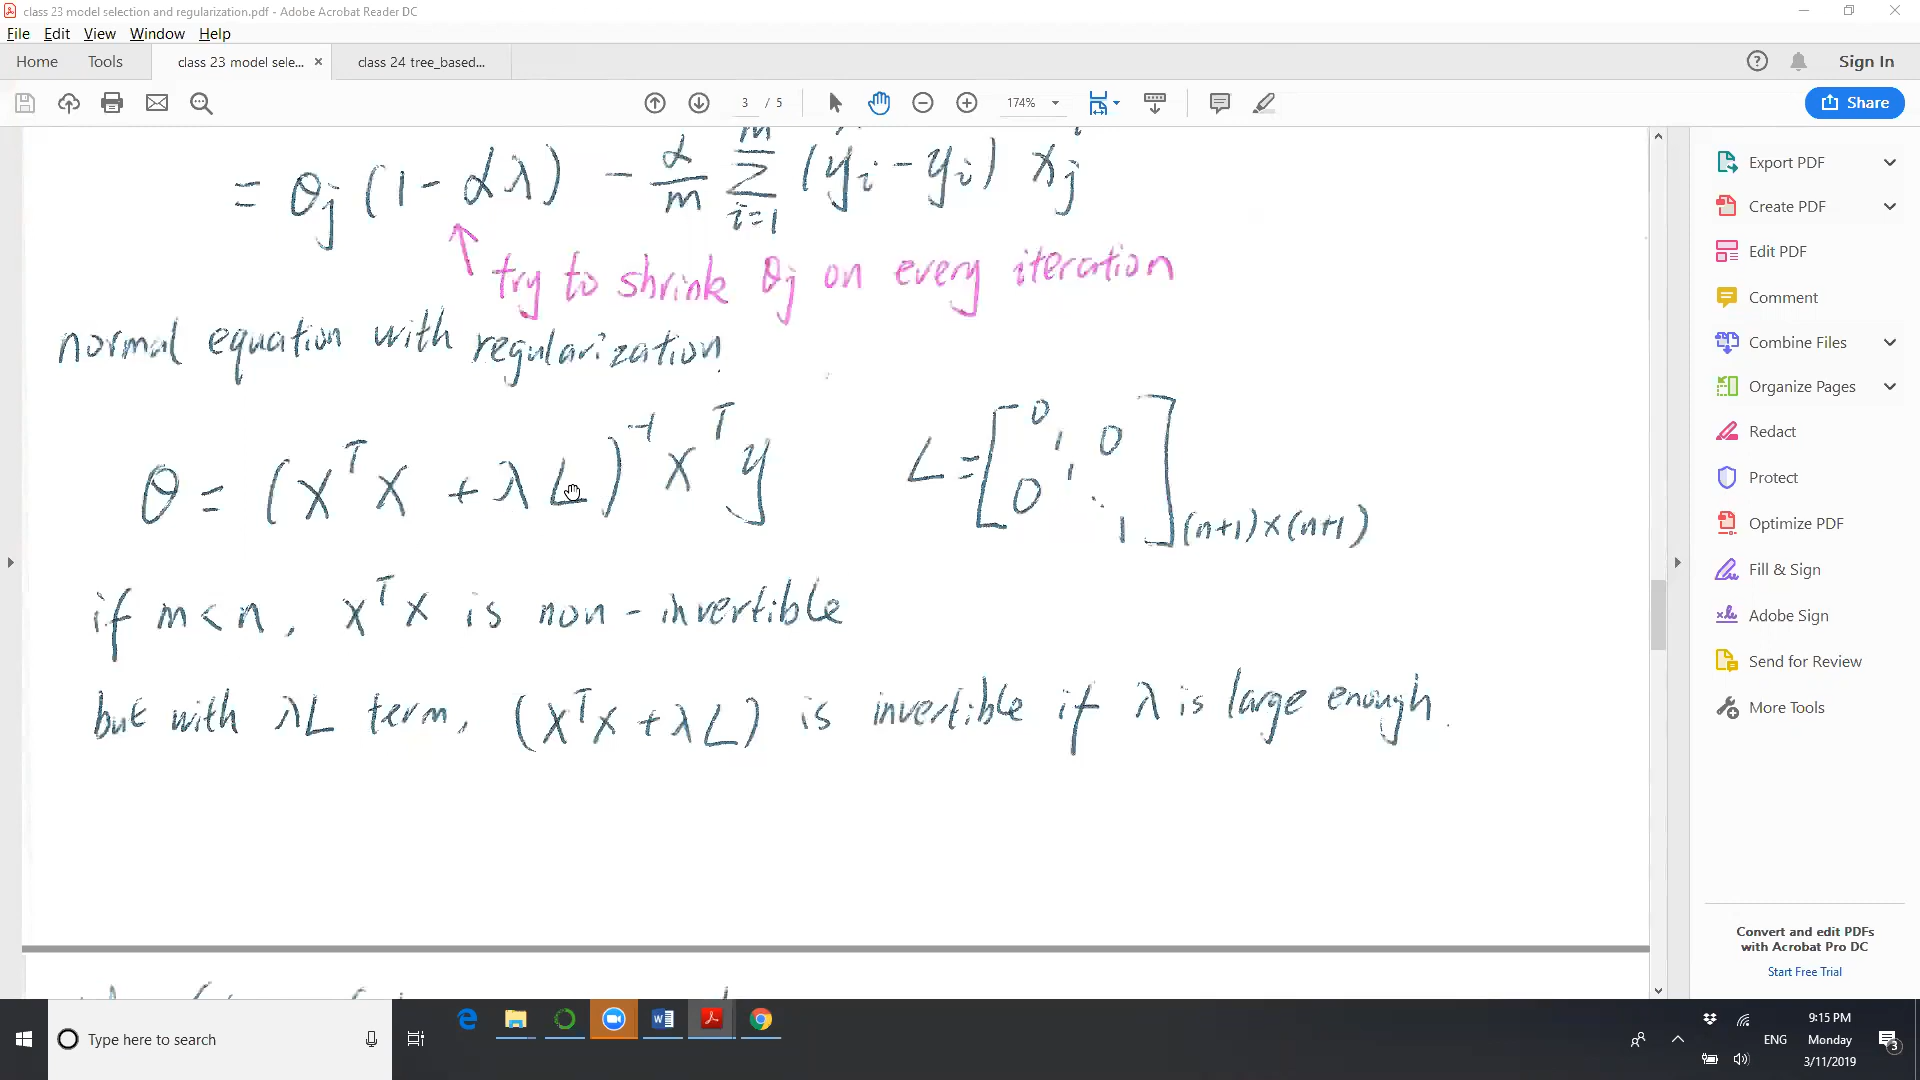 class 23 model selection and regularization.pdf - Adobe Acrobat Reader DC
File Edit View Window Help
Home Tools class 23 model sele... × class 24 tree_based... Sign In
3 / 5 174% Share
= θj (1 - αλ) - α/m Σ i=1 m (yi - yi) xj i
try to shrink θj on every iteration
normal equation with regularization.
θ = (X^T X + λL)^-1 X^T y L = [0 1 0 1 0 ⋱ 1] (n+1)×(n+1)
if m < n, X^T X is non-invertible
but with λL term, (X^T X + λL) is invertible if λ is large enough.
Export PDF
Create PDF
Edit PDF
Comment
Combine Files
Organize Pages
Redact
Protect
Optimize PDF
Fill & Sign
Adobe Sign
Send for Review
More Tools
Convert and edit PDFs
with Acrobat Pro DC
Start Free Trial
Type here to search
ENG
9:15 PM
Monday
3/11/2019
3